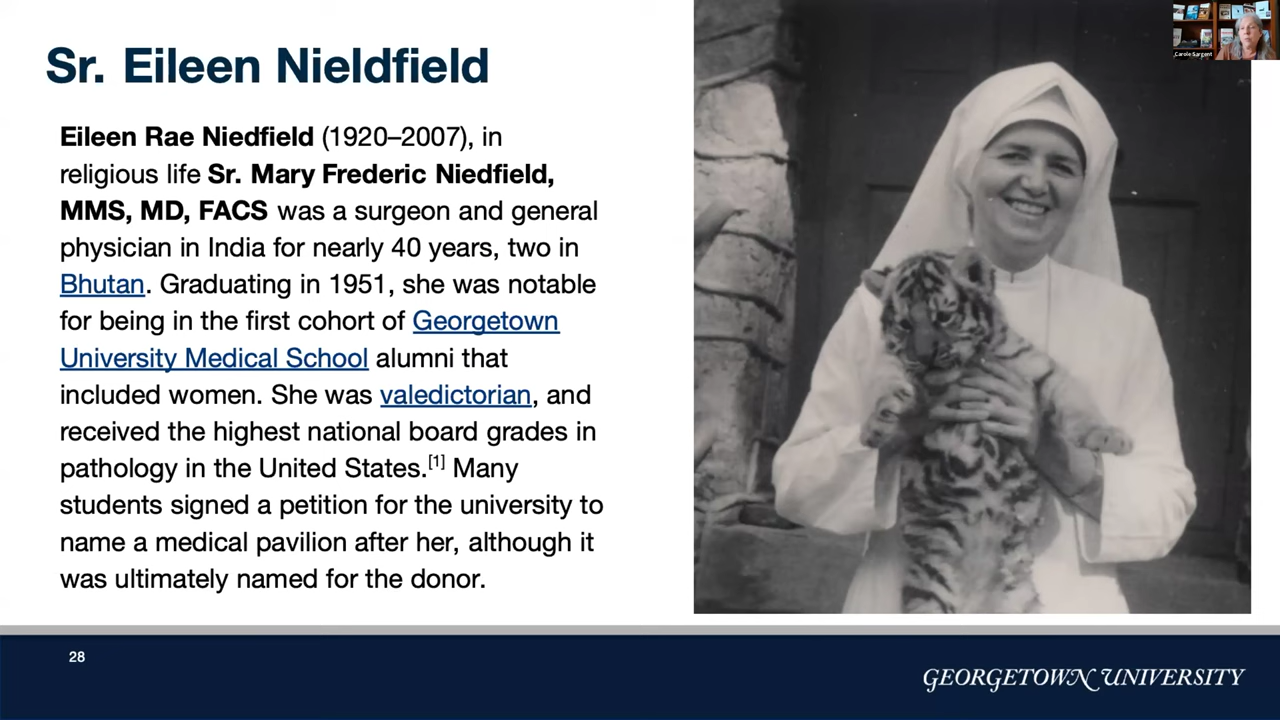 Sr. Eileen Nieldfield
Carole Sargent
Eileen Rae Niedfield (1920–2007), in
religious life Sr. Mary Frederic Niedfield,
MMS, MD, FACS was a surgeon and general
physician in India for nearly 40 years, two in
Bhutan. Graduating in 1951, she was notable
for being in the first cohort of Georgetown
University Medical School alumni that
included women. She was valedictorian, and
received the highest national board grades in
pathology in the United States.[1] Many
students signed a petition for the university to
name a medical pavilion after her, although it
was ultimately named for the donor.
28
GEORGETOWN UNIVERSITY